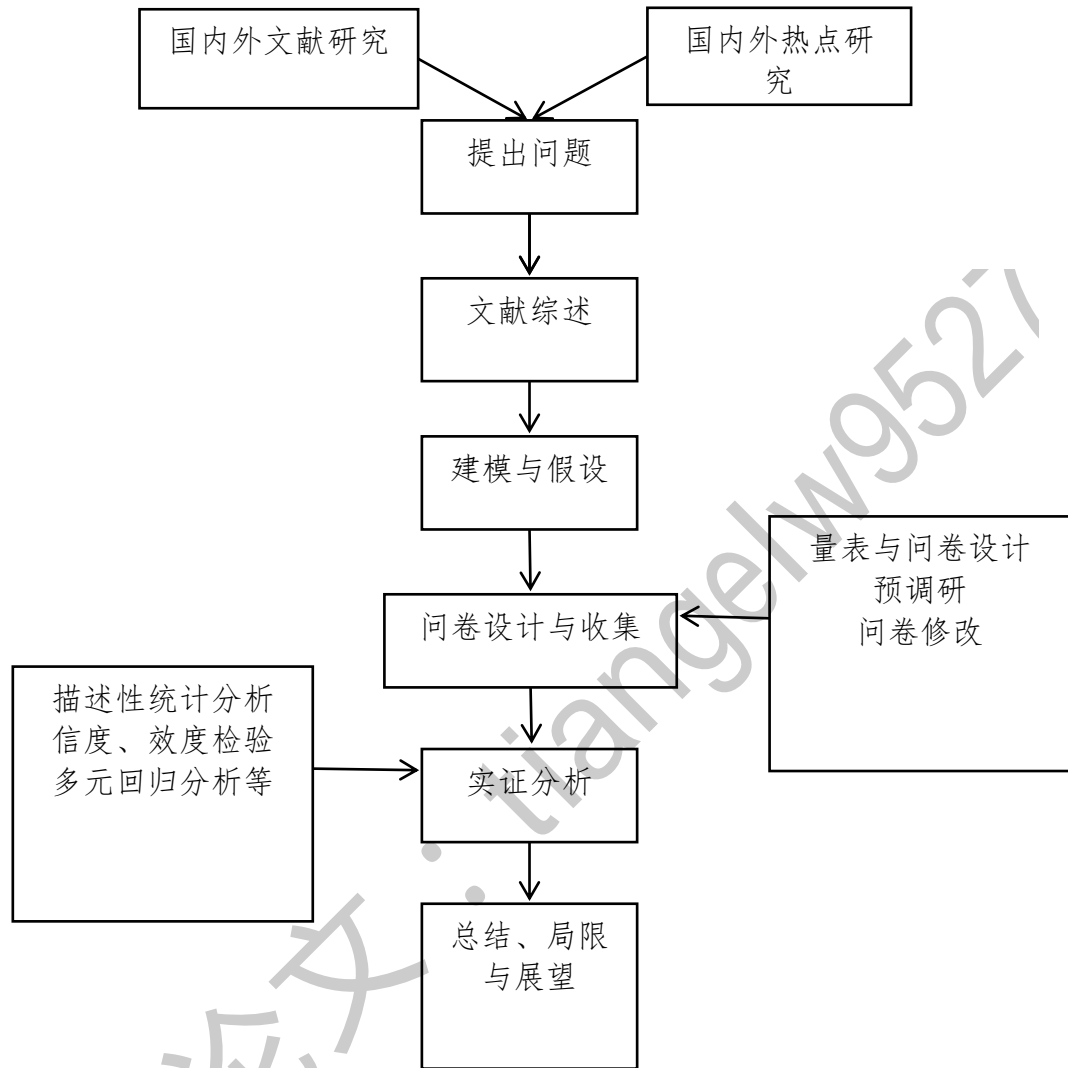 国内外文献研究
国内外热点研
究
提出问题
文献综述
建模与假设
量表与问卷设计
预调研
问卷修改
问卷设计与收集
描述性统计分析
信度、效度检验
多元回归分析等
实证分析
总结、局限
与展望
论文：tiangelw9527